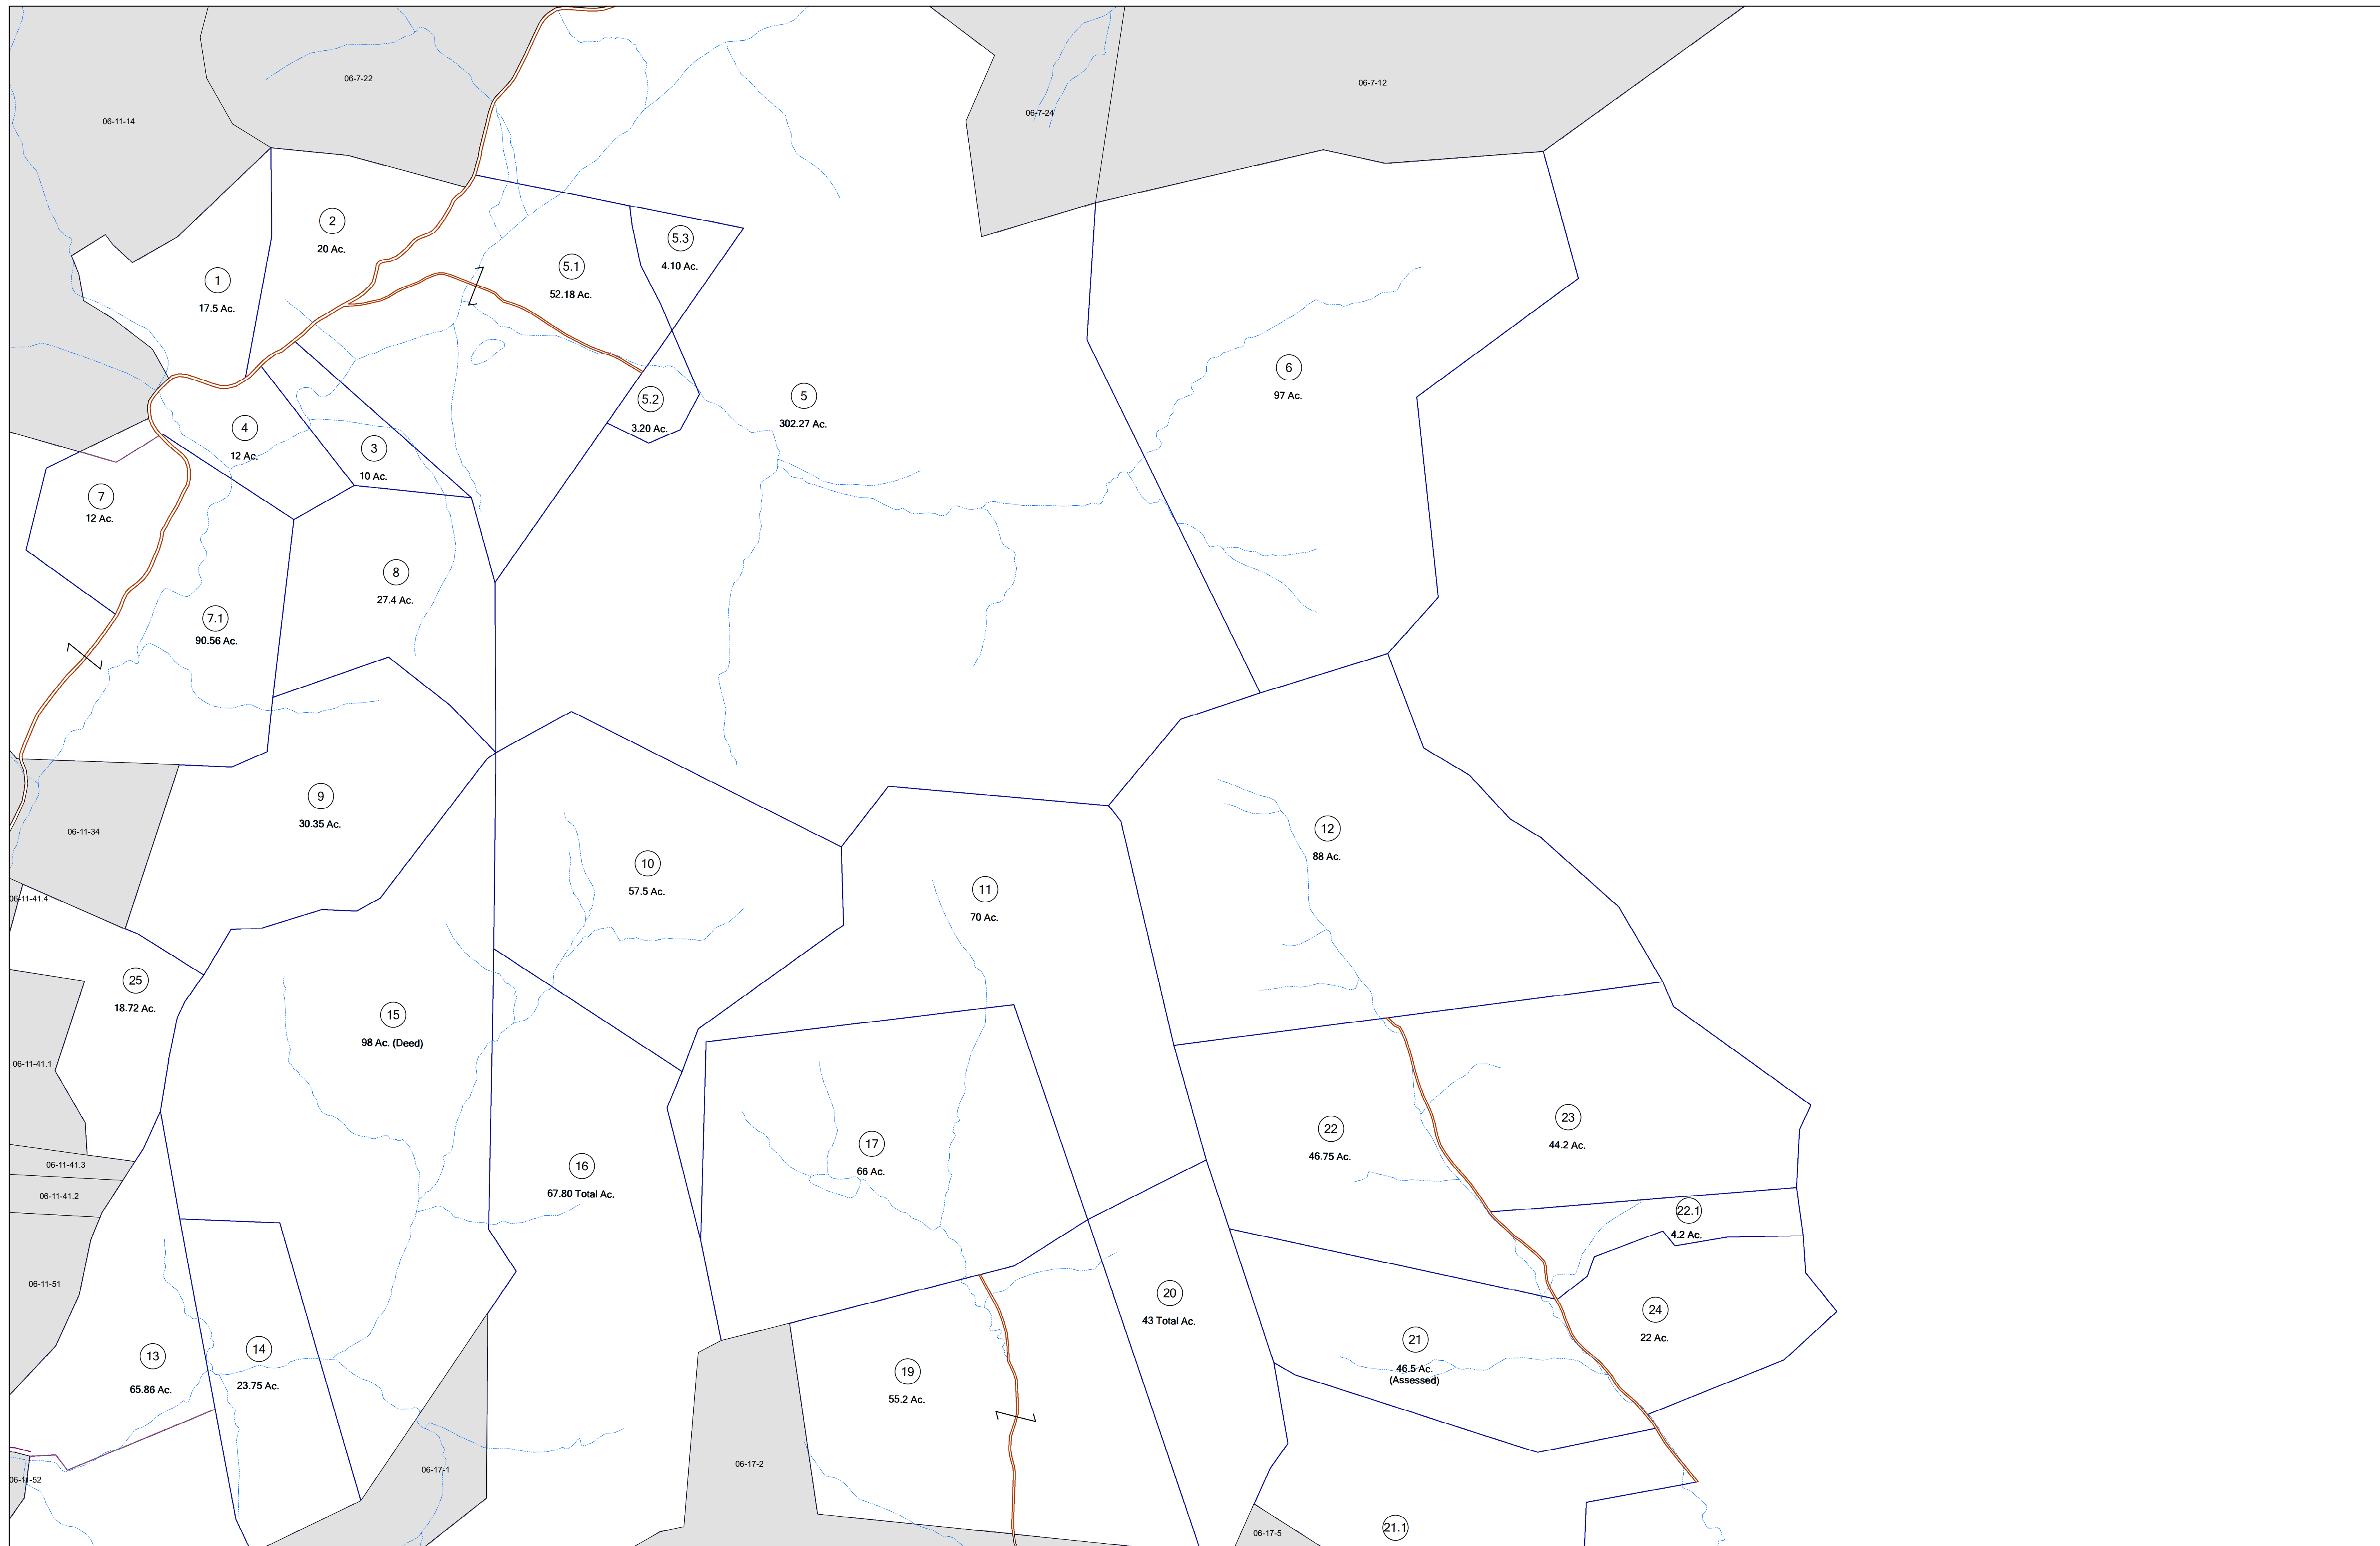 06-7-22
06-7-12
06-7-24
06-11-14
2
20 Ac.
5.3
4.10 Ac.
5.1
52.18 Ac.
1
17.5 Ac.
6
97 Ac.
5.2
3.20 Ac.
5
302.27 Ac.
4
12 Ac.
3
10 Ac.
7
12 Ac.
8
27.4 Ac.
7.1
90.56 Ac.
9
30.35 Ac.
06-11-34
12
88 Ac.
10
57.5 Ac.
11
70 Ac.
06-11-41.4
25
18.72 Ac.
15
98 Ac. (Deed)
06-11-41.1
23
44.2 Ac.
22
46.75 Ac.
17
66 Ac.
06-11-41.3
16
67.80 Total Ac.
06-11-41.2
22.1
4.2 Ac.
06-11-51
20
43 Total Ac.
24
22 Ac.
21
46.5 Ac.
(Assessed)
14
23.75 Ac.
13
65.86 Ac.
19
55.2 Ac.
06-17-2
06-17-1
06-11-52
21.1
06-17-5